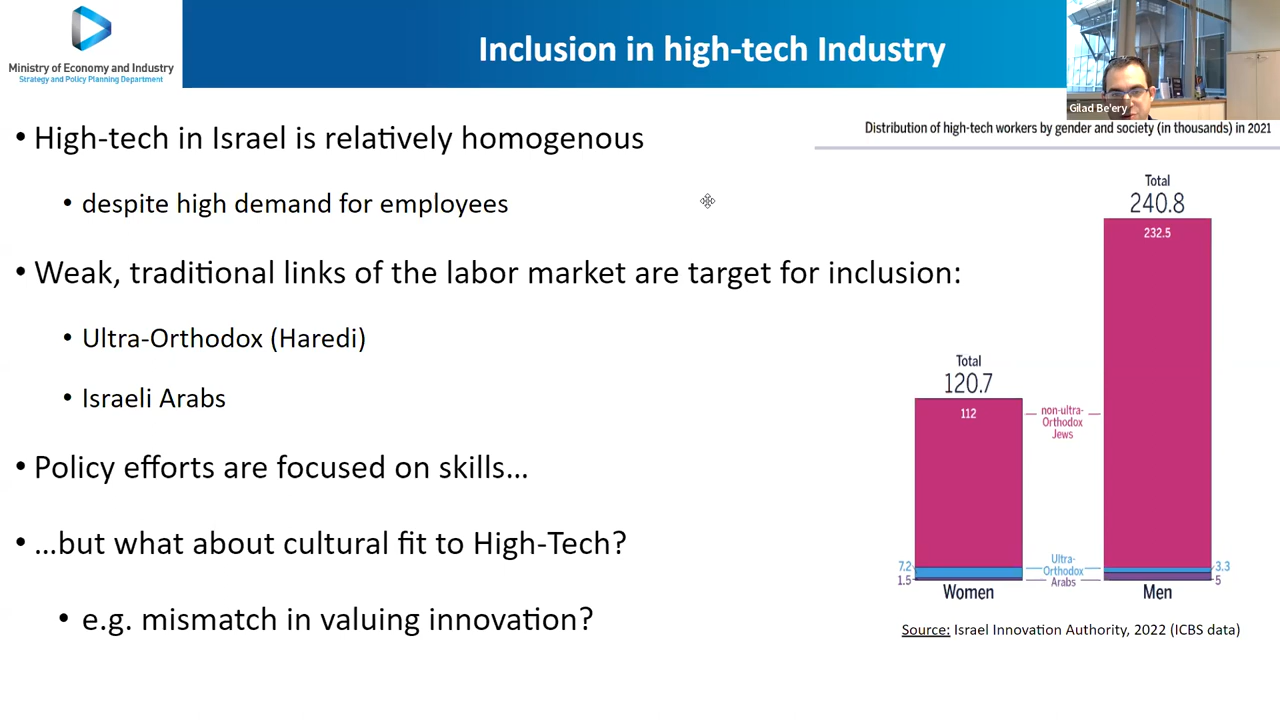 Ministry of Economy and Industry
Strategy and Policy Planning Department
Inclusion in high-tech Industry
Gilad Be'ery
• High-tech in Israel is relatively homogenous
• despite high demand for employees
• Weak, traditional links of the labor market are target for inclusion:
• Ultra-Orthodox (Haredi)
• Israeli Arabs
• Policy efforts are focused on skills…
• …but what about cultural fit to High-Tech?
• e.g. mismatch in valuing innovation?
Distribution of high-tech workers by gender and society (in thousands) in 2021
Total
240.8
232.5
Total
120.7
112
non-ultra-
Orthodox
Jews
7.2
1.5
Ultra-
Orthodox
Arabs
3.3
5
Women
Men
Source: Israel Innovation Authority, 2022 (ICBS data)